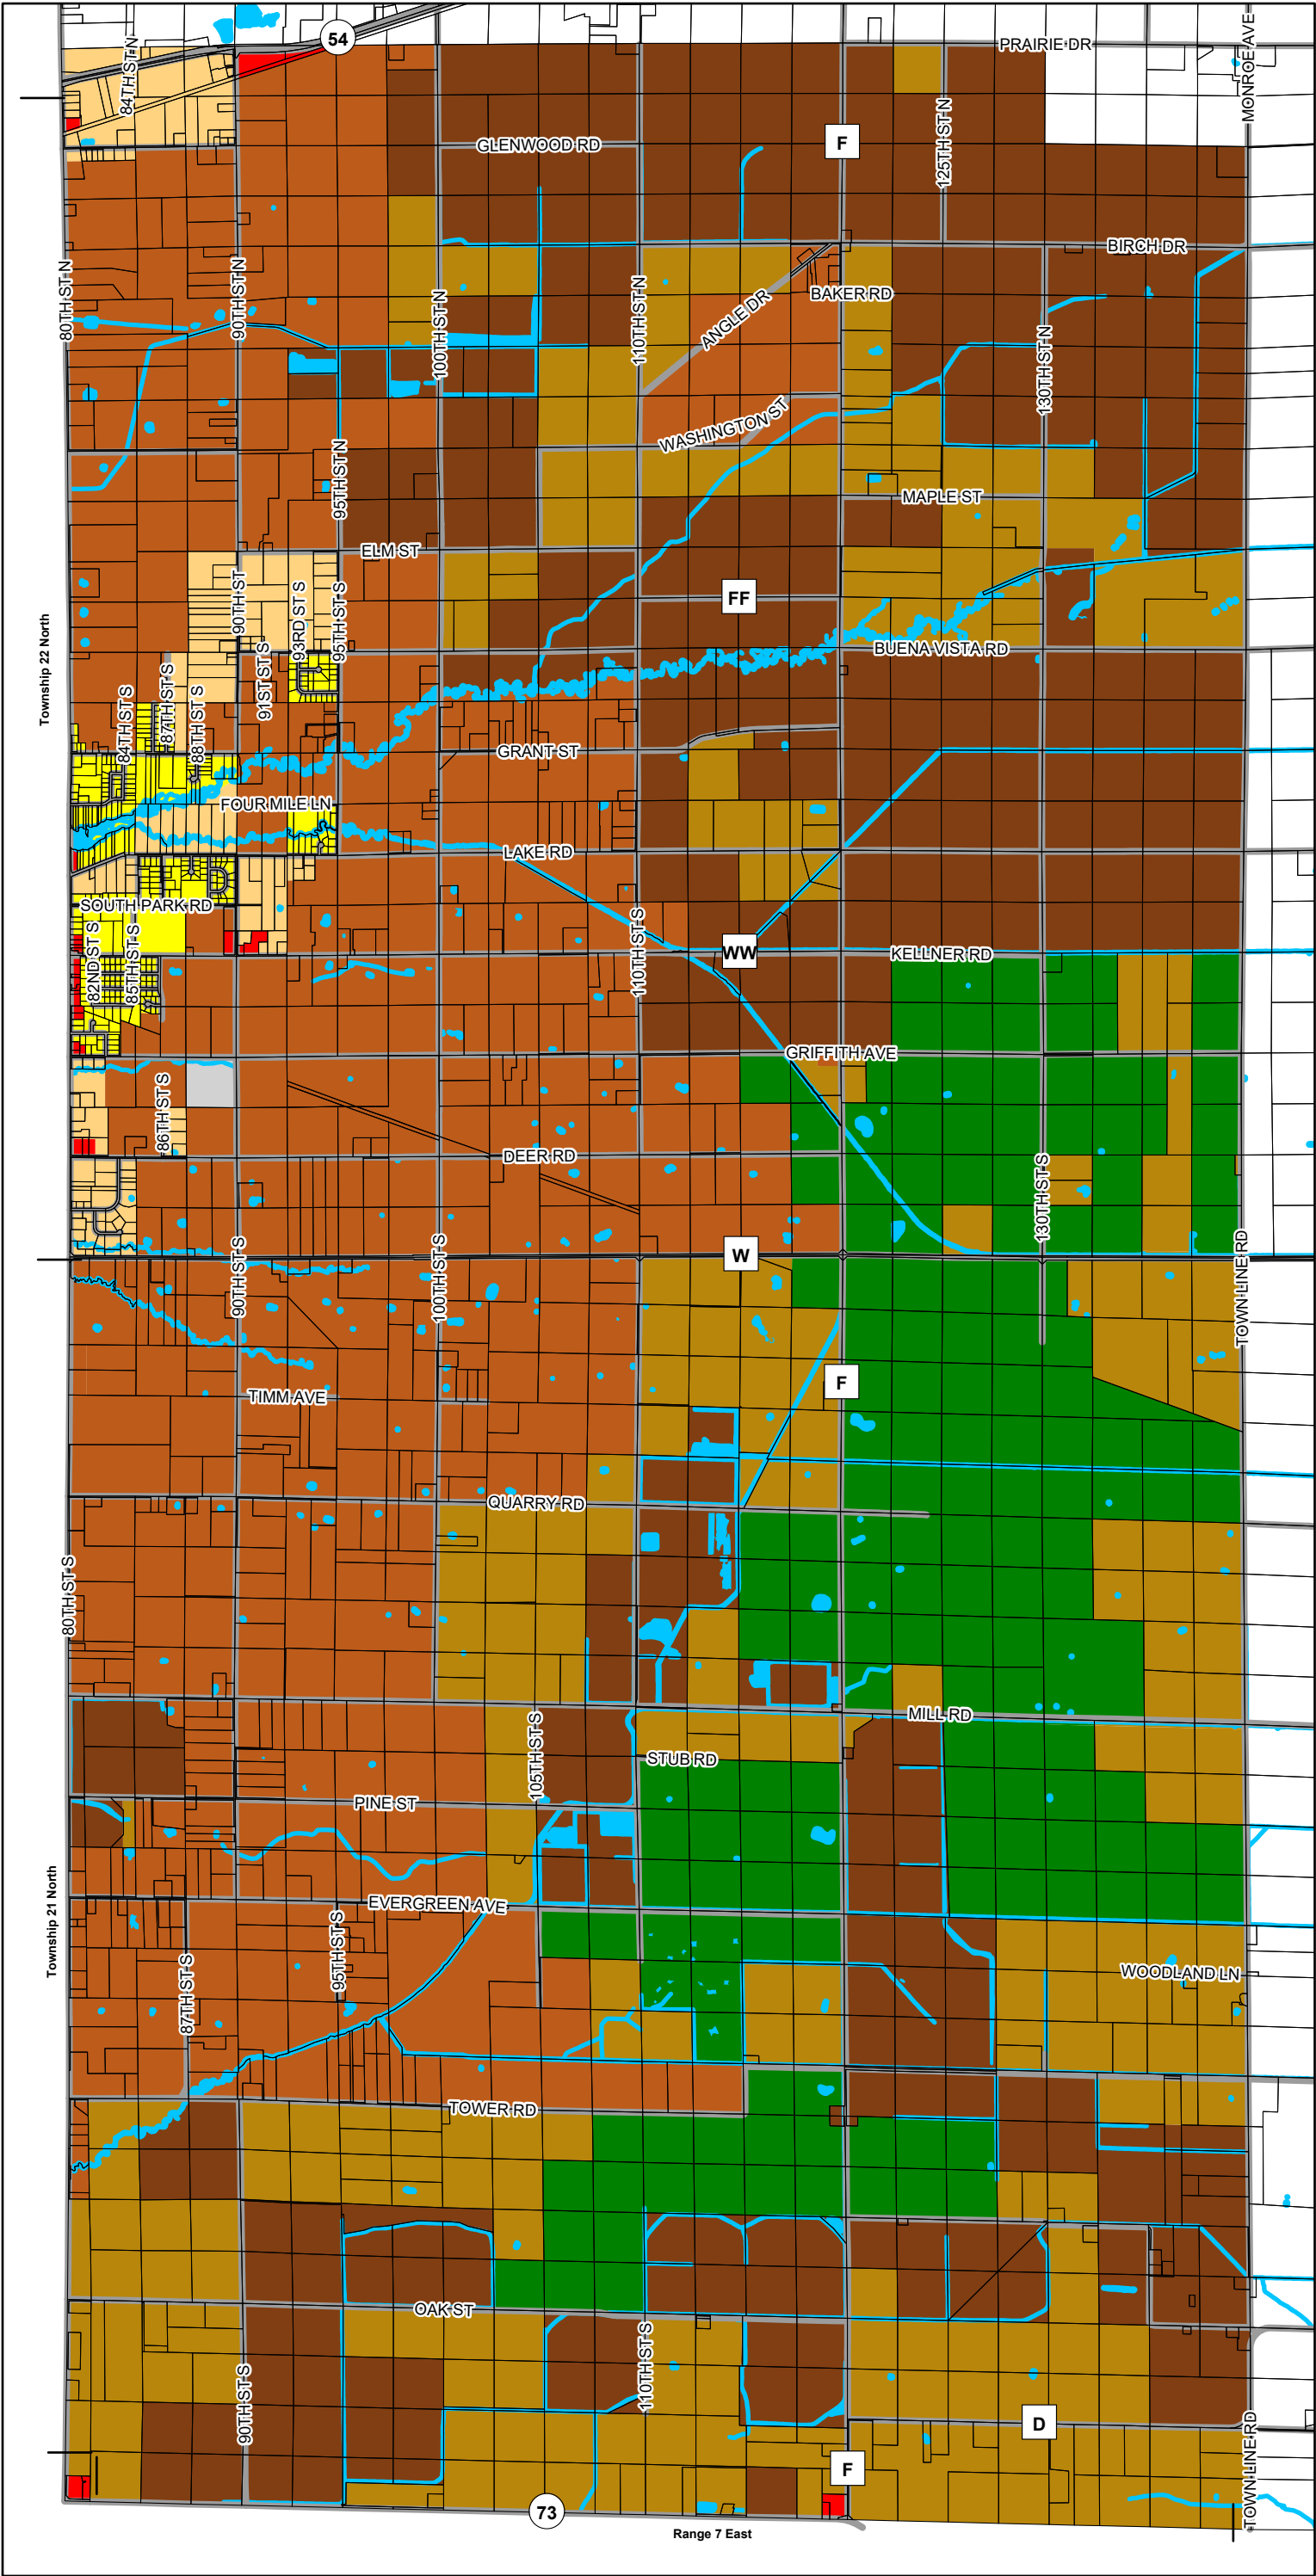 54
PRAIRIE DR
MONROE AVE
84TH ST N
GLENWOOD RD
F
125TH ST N
BIRCH DR
80TH ST N
90TH ST N
100TH ST N
110TH ST N
BAKER RD
ANGLE DR
130TH ST N
WASHINGTON ST
95TH ST N
MAPLE ST
ELM ST
FF
90TH ST
93RD ST S
95TH ST S
BUENA VISTA RD
Township 22 North
91ST ST S
84TH ST S
87TH ST S
88TH ST S
GRANT ST
FOUR MILE LN
LAKE RD
SOUTH PARK RD
82ND ST S
85TH ST S
110TH ST S
WW
KELLNER RD
GRIFFITH AVE
86TH ST S
DEER RD
130TH ST S
W
90TH ST S
100TH ST S
TOWN LINE RD
F
TIMM AVE
QUARRY RD
80TH ST S
MILL RD
105TH ST S
STUB RD
PINE ST
EVERGREEN AVE
Township 21 North
87TH ST S
95TH ST S
WOODLAND LN
TOWER RD
OAK ST
90TH ST S
110TH ST S
D
F
TOWN LINE RD
73
Range 7 East